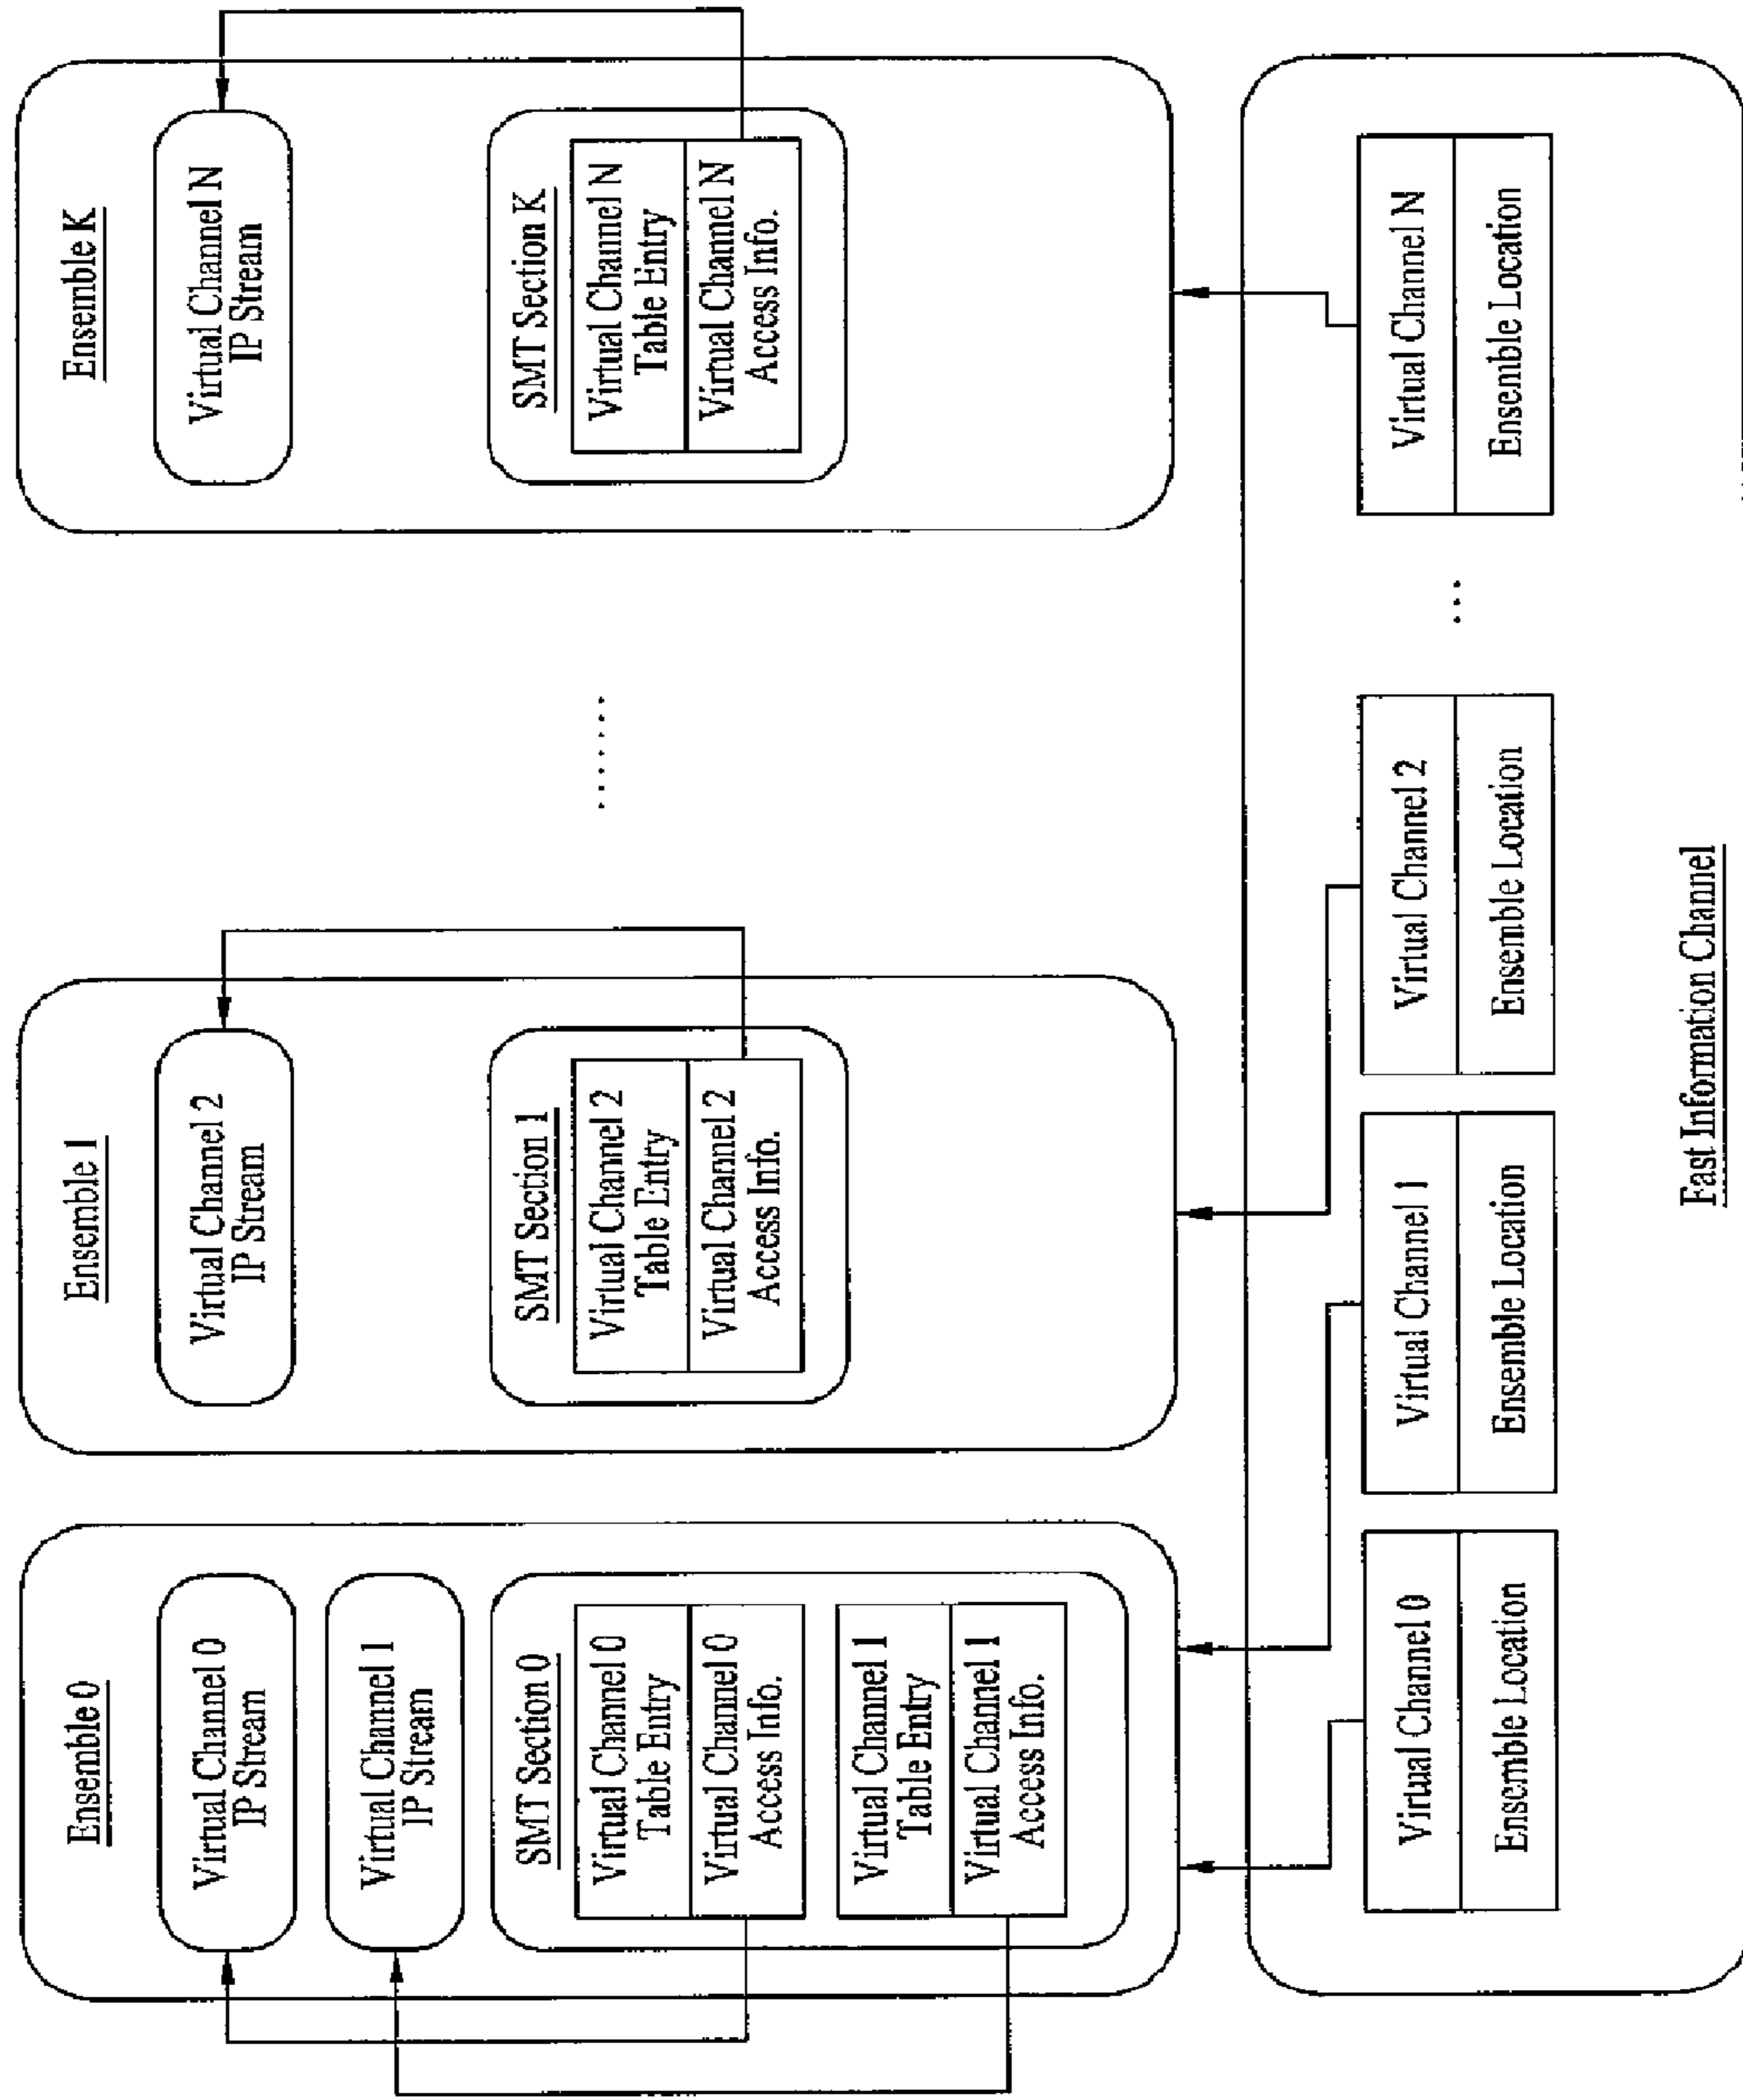 Ensemble 0
Virtual Channel 0
IP Stream
Virtual Channel 1
IP Stream
SMT Section 0
Virtual Channel 0
Table Entry
Virtual Channel 0
Access Info.
Virtual Channel 1
Table Entry
Virtual Channel 1
Access Info.
Ensemble 1
Virtual Channel 2
IP Stream
SMT Section 1
Virtual Channel 2
Table Entry
Virtual Channel 2
Access Info.
.......
Ensemble K
Virtual Channel N
IP Stream
SMT Section K
Virtual Channel N
Table Entry
Virtual Channel N
Access Info.
Virtual Channel 0
Ensemble Location
Virtual Channel 1
Ensemble Location
Virtual Channel 2
Ensemble Location
...
Virtual Channel N
Ensemble Location
Fast Information Channel